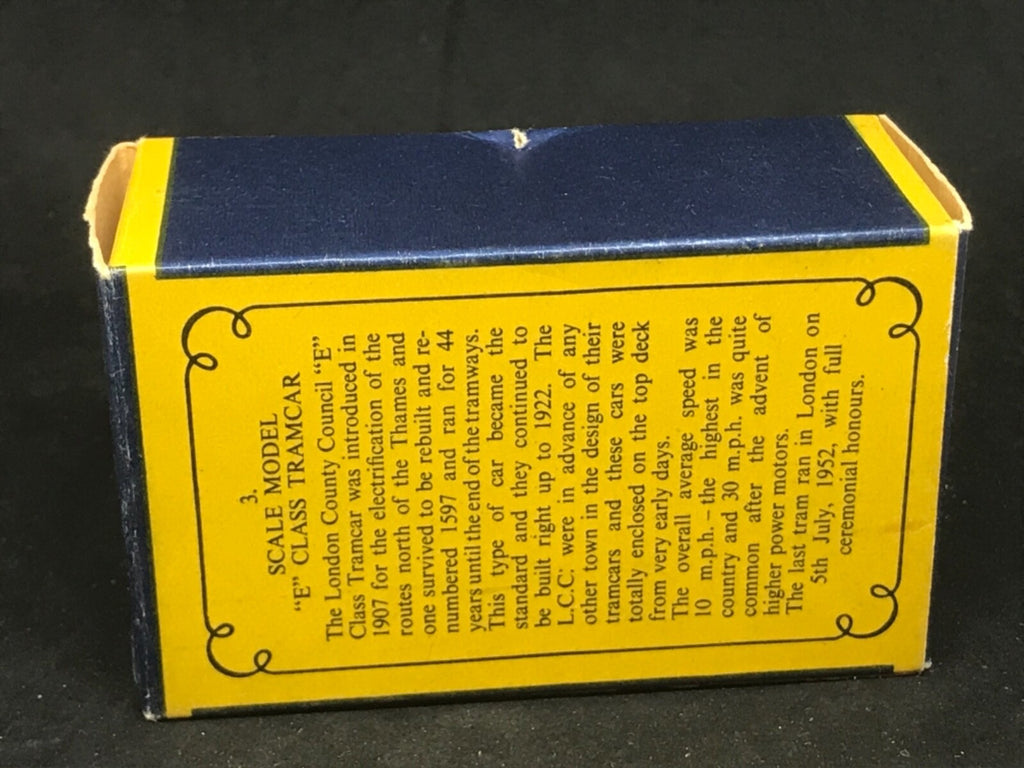 3.
SCALE MODEL
“E” CLASS TRAMCAR
The London County Council “E”
Class Tramcar was introduced in
1907 for the electrification of the
routes north of the Thames and
one survived to be rebuilt and re-
numbered 1597 and ran for 44
years until the end of the tramways.
This type of car became the
standard and they continued to
be built right up to 1922. The
L.C.C. were in advance of any
other town in the design of their
tramcars and these cars were
totally enclosed on the top deck
from very early days.
The overall average speed was
10 m.p.h. – the highest in the
country and 30 m.p.h. was quite
common after the advent of
higher power motors.
The last tram ran in London on
5th July, 1952, with full
ceremonial honours.